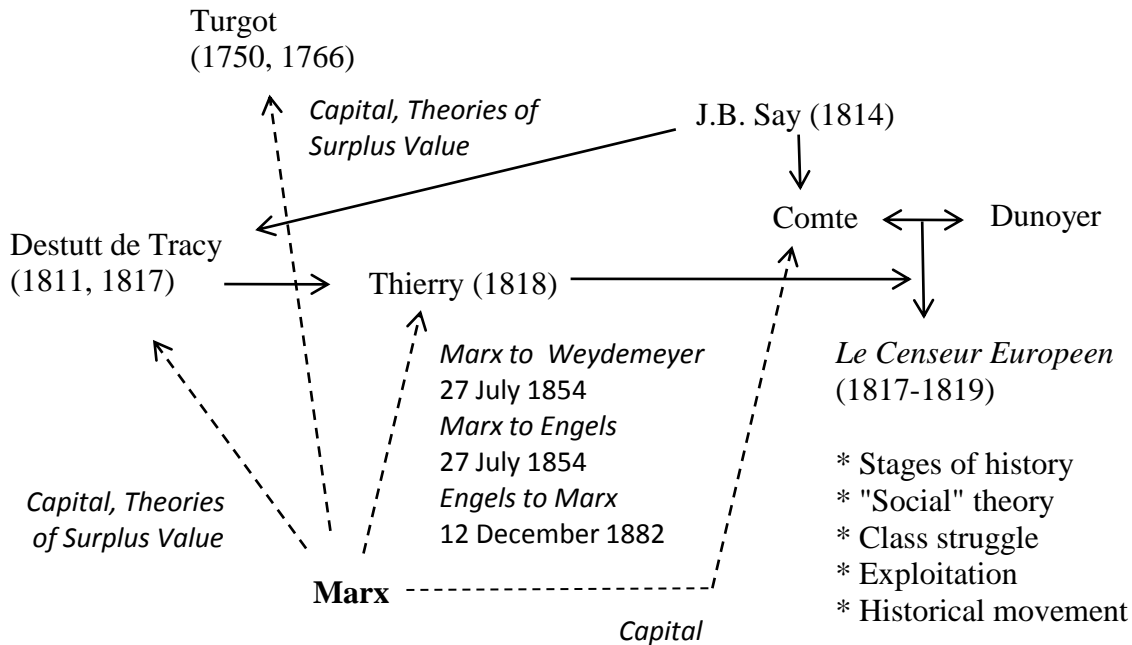 Turgot
(1750, 1766)
Capital, Theories of
Surplus Value
J.B. Say (1814)
Comte
Dunoyer
Destutt de Tracy
(1811, 1817)
Thierry (1818)
Marx to Weydemeyer
27 July 1854
Marx to Engels
27 July 1854
Engels to Marx
12 December 1882
Le Censeur Europeen
(1817-1819)
* Stages of history
* "Social" theory
* Class struggle
* Exploitation
* Historical movement
Capital, Theories
of Surplus Value
Marx
Capital